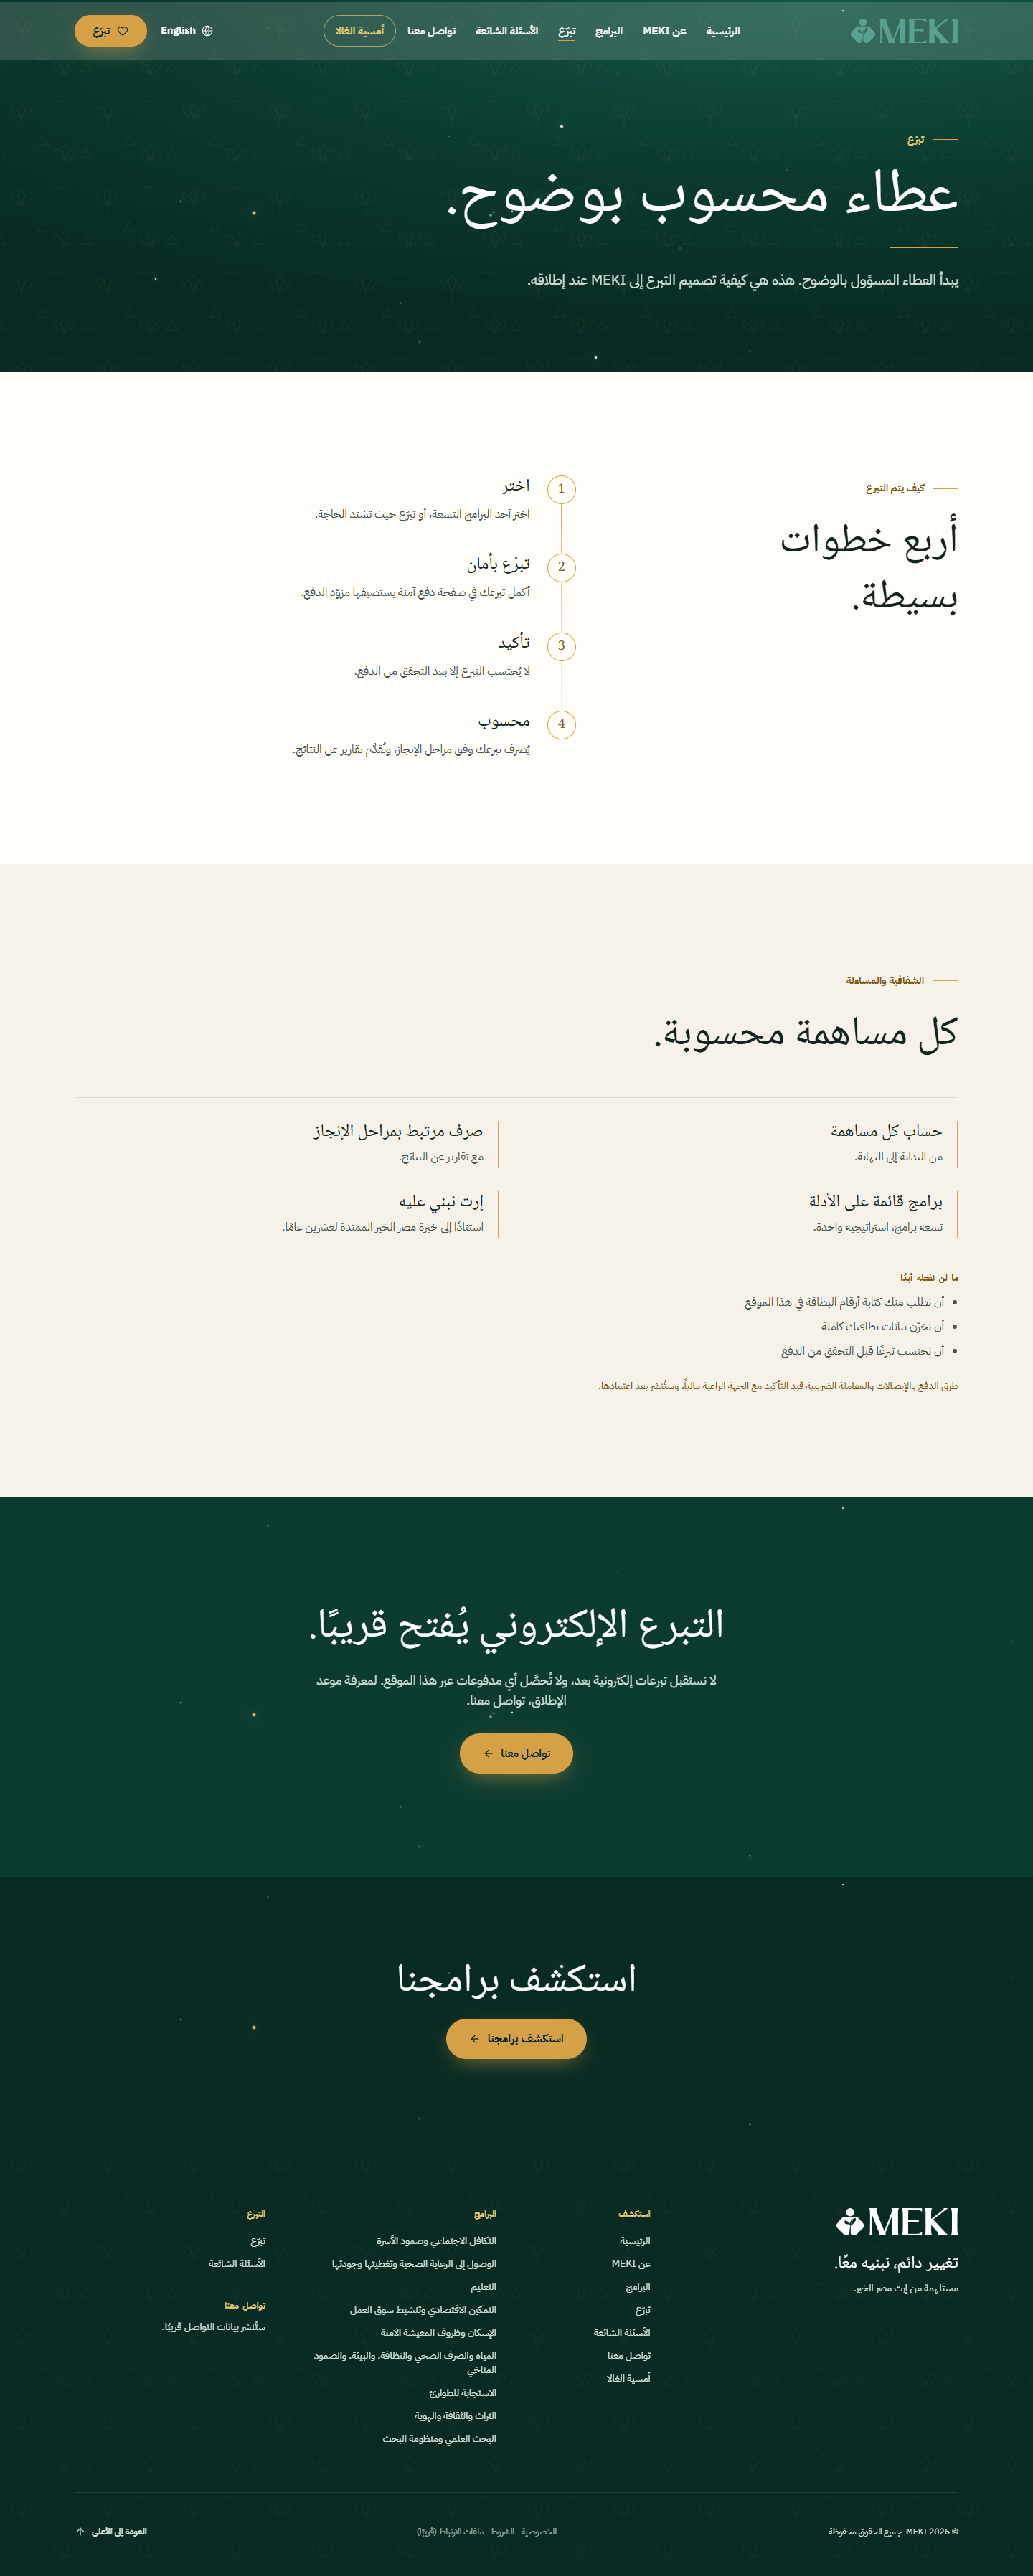 MEKI
الرئيسية
عن MEKI
البرامج
تبرّع
الأسئلة الشائعة
تواصل معنا
أمسية الغالا
English
تبرّع
تبرّع
عطاء محسوب بوضوح.
يبدأ العطاء المسؤول بالوضوح. هذه هي كيفية تصميم التبرع إلى MEKI عند إطلاقه.
كيف يتم التبرع
أربع خطوات
بسيطة.
1
اختر
اختر أحد البرامج التسعة، أو تبرّع حيث تشتد الحاجة.
2
تبرّع بأمان
أكمل تبرعك في صفحة دفع آمنة يستضيفها مزوّد الدفع.
3
تأكيد
لا يُحتسب التبرع إلا بعد التحقق من الدفع.
4
محسوب
يُصرف تبرعك وفق مراحل الإنجاز، وتُقدَّم تقارير عن النتائج.
الشفافية والمساءلة
كل مساهمة محسوبة.
حساب كل مساهمة
من البداية إلى النهاية.
صرف مرتبط بمراحل الإنجاز
مع تقارير عن النتائج.
برامج قائمة على الأدلة
تسعة برامج، استراتيجية واحدة.
إرث نبني عليه
استنادًا إلى خبرة مصر الخير الممتدة لعشرين عامًا.
ما لن نفعله أبدًا
أن نطلب منك كتابة أرقام البطاقة في هذا الموقع
أن نخزّن بيانات بطاقتك كاملة
أن نحتسب تبرعًا قبل التحقق من الدفع
طرق الدفع والإيصالات والمعاملة الضريبية قيد التأكيد مع الجهة الراعية مالياً، وستُنشر بعد اعتمادها.
التبرع الإلكتروني يُفتح قريبًا.
لا نستقبل تبرعات إلكترونية بعد، ولا تُحصَّل أي مدفوعات عبر هذا الموقع. لمعرفة موعد
الإطلاق، تواصل معنا.
تواصل معنا
استكشف برامجنا
استكشف برامجنا
MEKI
تغيير دائم، نبنيه معًا.
مستلهمة من إرث مصر الخير.
استكشف
الرئيسية
عن MEKI
البرامج
تبرّع
الأسئلة الشائعة
تواصل معنا
أمسية الغالا
البرامج
التكافل الاجتماعي وصمود الأسرة
الوصول إلى الرعاية الصحية وتغطيتها وجودتها
التعليم
التمكين الاقتصادي وتنشيط سوق العمل
الإسكان وظروف المعيشة الآمنة
المياه والصرف الصحي والنظافة، والبيئة، والصمود
المناخي
الاستجابة للطوارئ
التراث والثقافة والهوية
البحث العلمي ومنظومة البحث
التبرع
تبرّع
الأسئلة الشائعة
تواصل معنا
ستُنشر بيانات التواصل قريبًا.
© 2026 MEKI. جميع الحقوق محفوظة.
الخصوصية · الشروط · ملفات الارتباط (قريبًا)
العودة إلى الأعلى